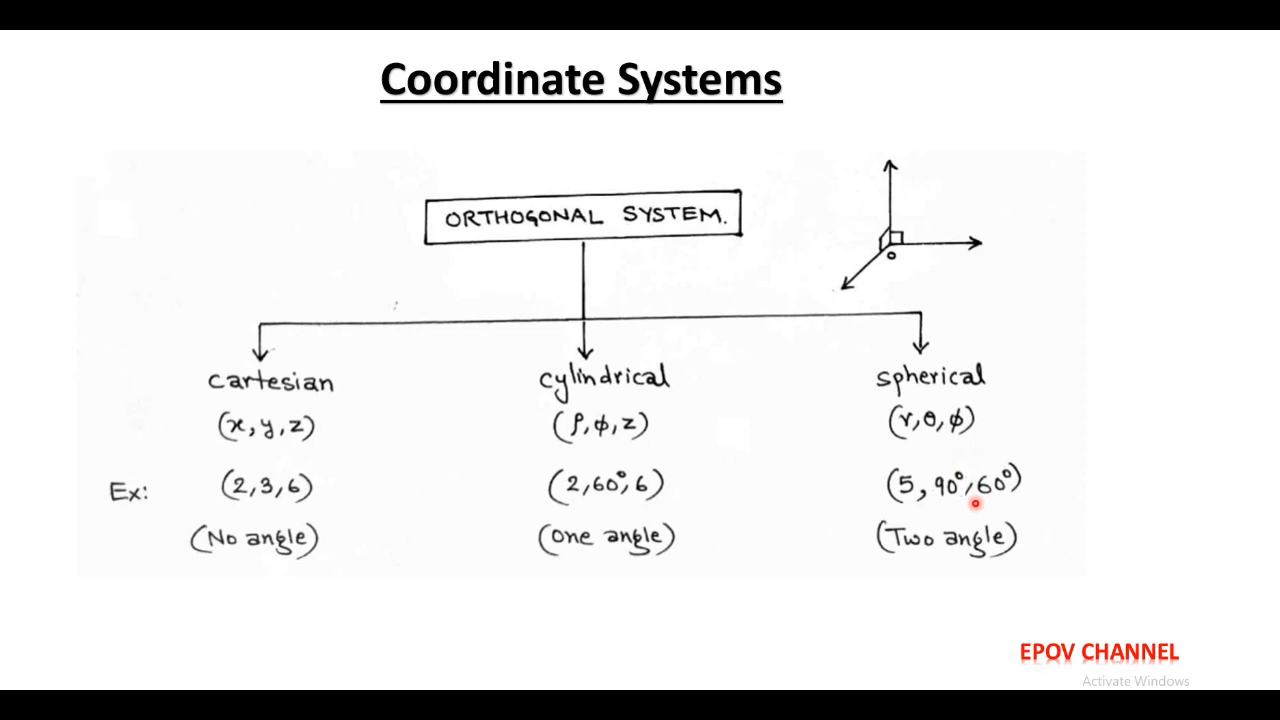 Coordinate Systems
ORTHOGONAL SYSTEM.
o
cartesian cylindrical spherical
(x, y, z) (ρ, ϕ, z) (r, θ, ϕ)
Ex: (2, 3, 6) (2, 60°, 6) (5, 90°, 60°)
(No angle) (One angle) (Two angle)
EPOV CHANNEL
Activate Windows